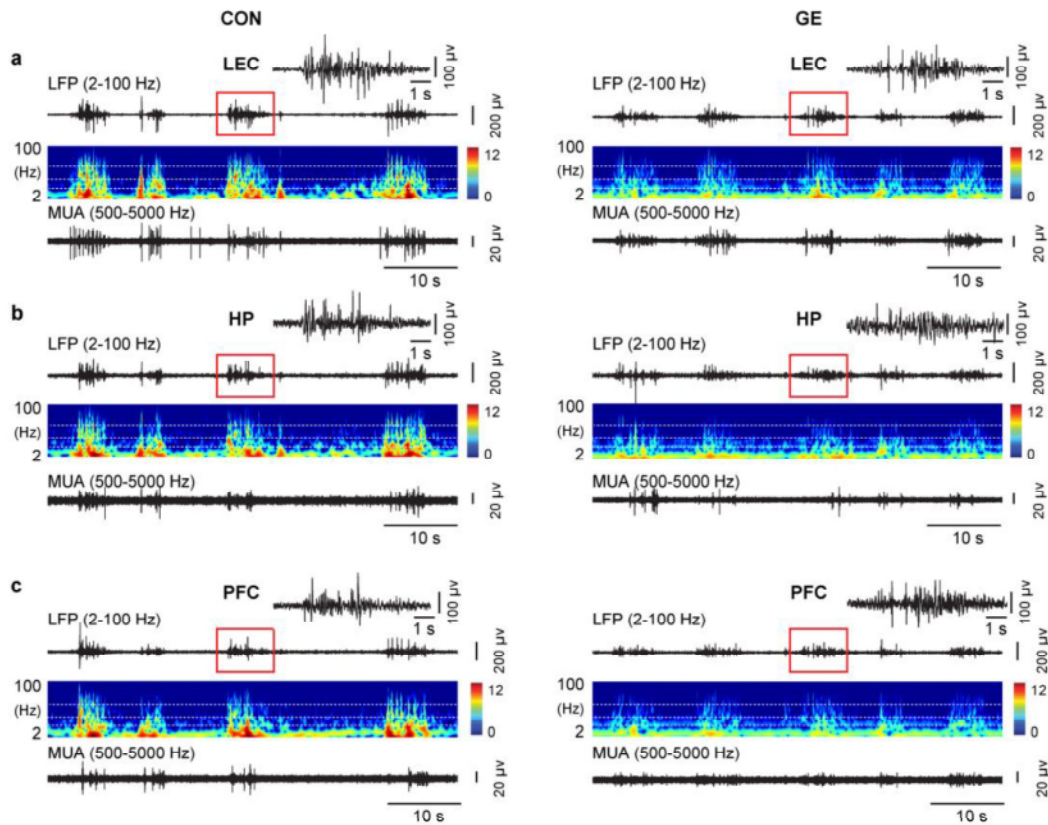 CON GE
a LEC 100 µv LEC 100 µv
LFP (2-100 Hz) 1 s LFP (2-100 Hz) 1 s
200 µv 200 µv
100 12 100 12
(Hz) (Hz)
2 0 2 0
MUA (500-5000 Hz) 20 µv MUA (500-5000 Hz) 20 µv
10 s 10 s
b HP 100 µv HP 100 µv
LFP (2-100 Hz) 1 s LFP (2-100 Hz) 1 s
200 µv 200 µv
100 12 100 12
(Hz) (Hz)
2 0 2 0
MUA (500-5000 Hz) 20 µv MUA (500-5000 Hz) 20 µv
10 s 10 s
c PFC 100 µv PFC 100 µv
LFP (2-100 Hz) 1 s LFP (2-100 Hz) 1 s
200 µv 200 µv
100 12 100 12
(Hz) (Hz)
2 0 2 0
MUA (500-5000 Hz) 20 µv MUA (500-5000 Hz) 20 µv
10 s 10 s